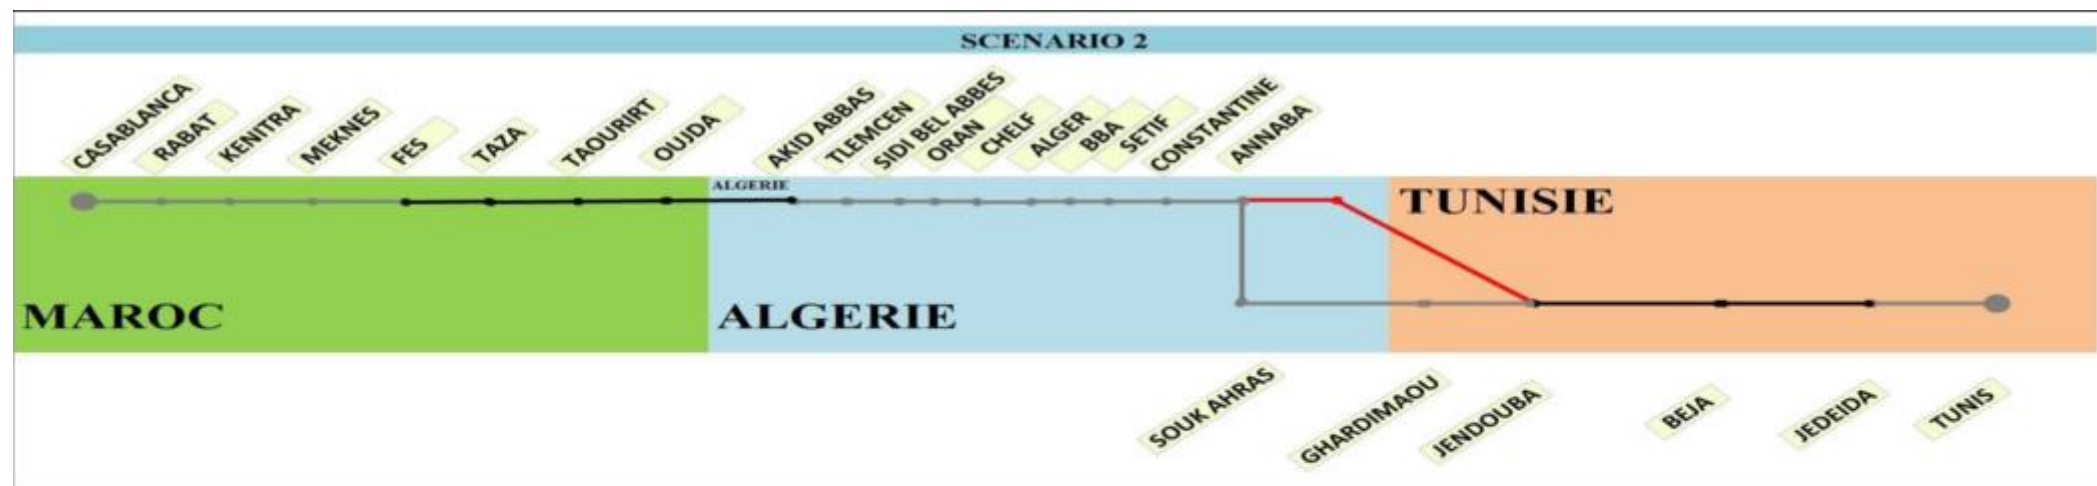 SCENARIO 2
CASABLANCA
RABAT
KENITRA
MEKNES
FES
TAZA
TAOURIRT
OUJDA
AKID ABBAS
TLEMCEN
SIDI BEL ABBES
ORAN
CHELF
ALGER
BBA
SETIF
CONSTANTINE
ANNABA
ALGERIE
TUNISIE
MAROC
ALGERIE
SOUK AHRAS
GHARDIMAOU
JENDOUBA
BEJA
JEDEIDA
TUNIS